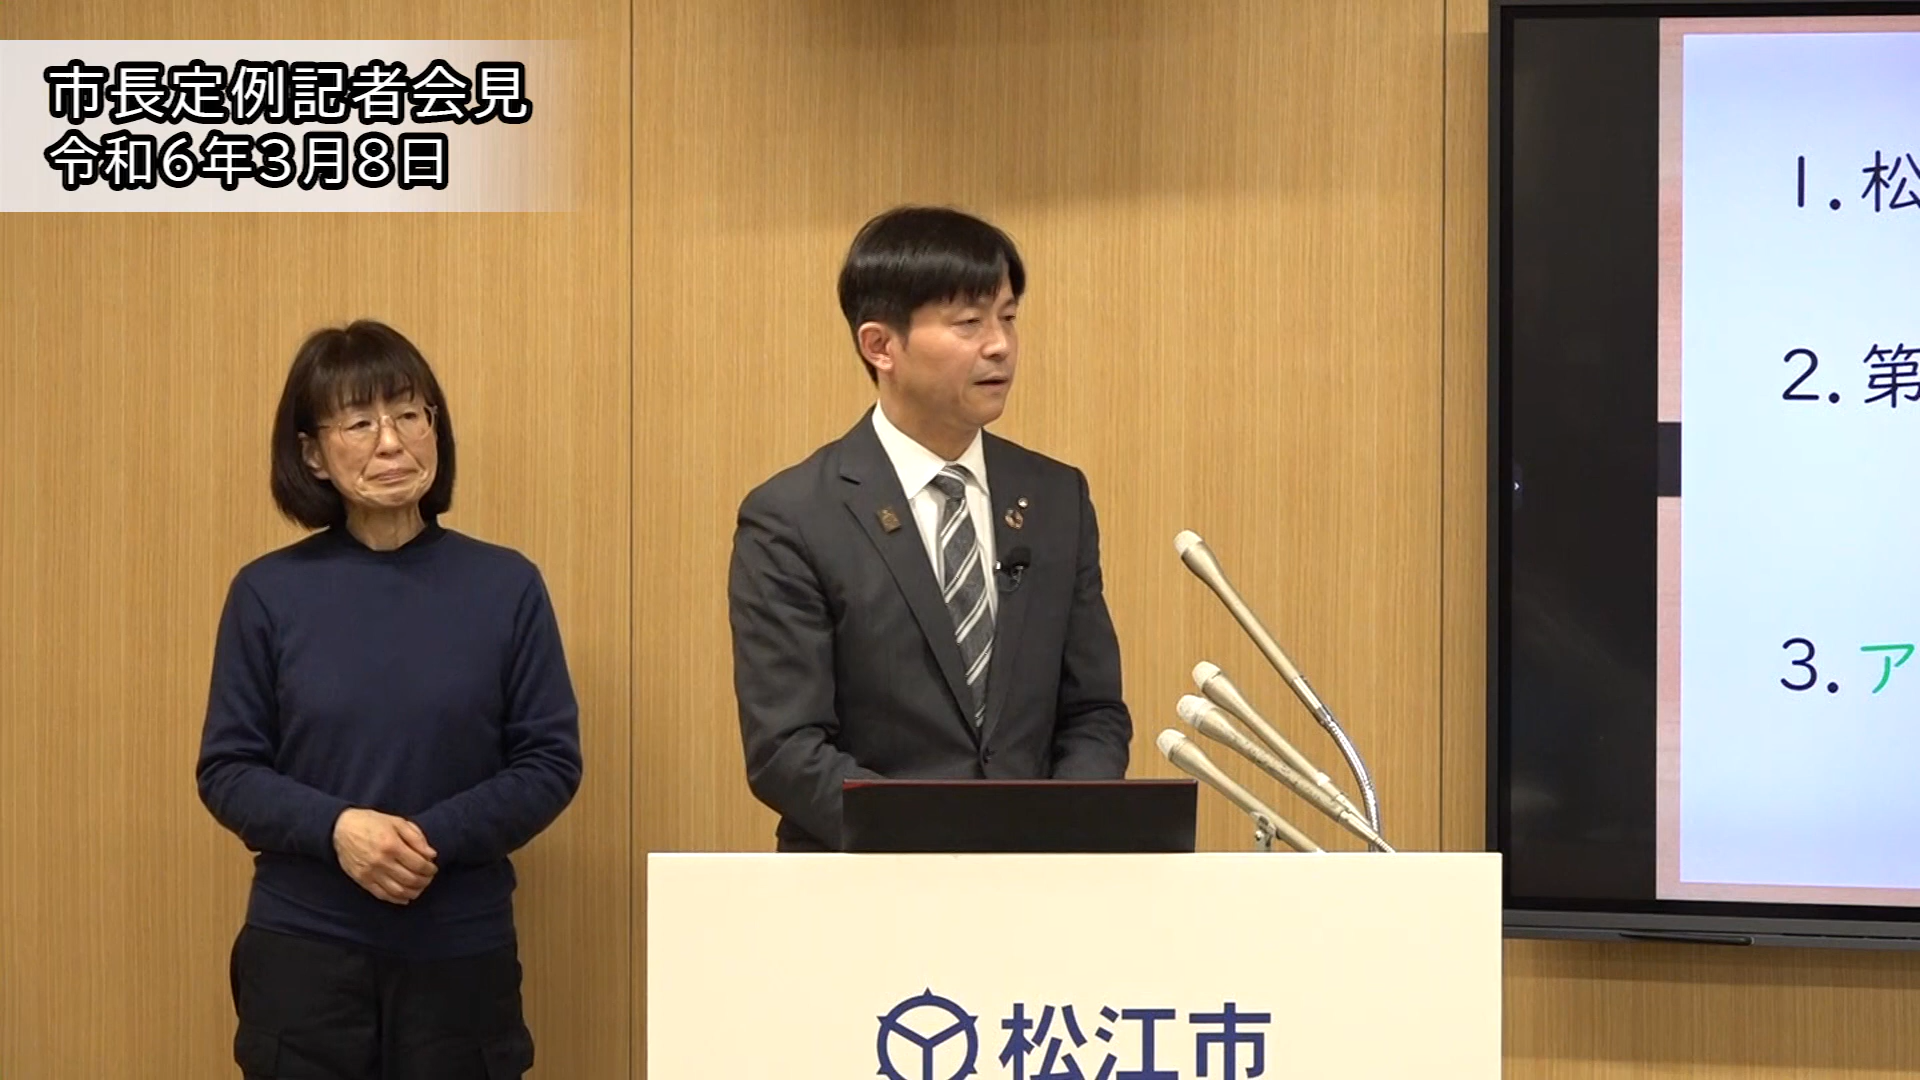 市長定例記者会見
令和6年3月8日
1. 松
2. 第
3. ア
松江市